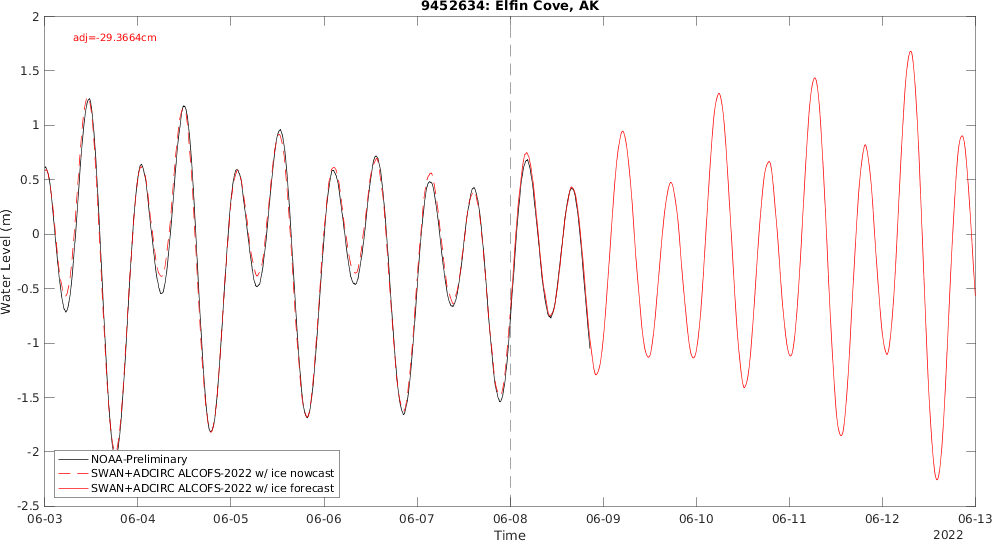 9452634: Elfin Cove, AK
adj=-29.3664cm
2
1.5
1
0.5
0
-0.5
-1
-1.5
-2
-2.5
Water Level (m)
NOAA-Preliminary
SWAN+ADCIRC ALCOFS-2022 w/ ice nowcast
SWAN+ADCIRC ALCOFS-2022 w/ ice forecast
06-03 06-04 06-05 06-06 06-07 06-08 06-09 06-10 06-11 06-12 06-13
Time
2022